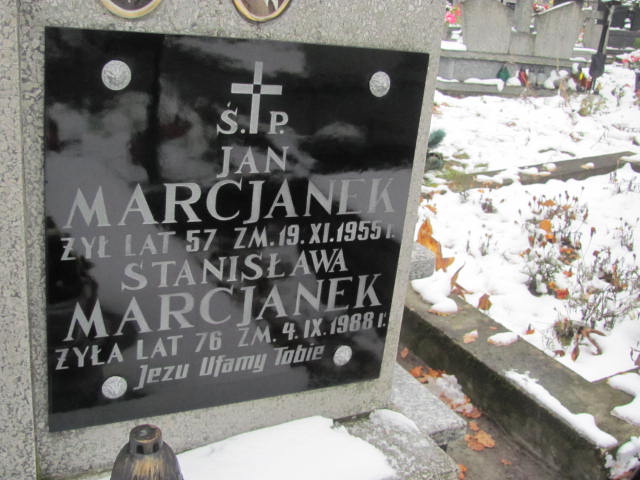 Ś.P.
JAN
MARCJANEK
ŻYŁ LAT 57 ZM. 19.XI.1955 r.
STANISŁAWA
MARCJANEK
ŻYŁA LAT 76 ZM. 4.IX.1988 r.
Jezu Ufamy Tobie